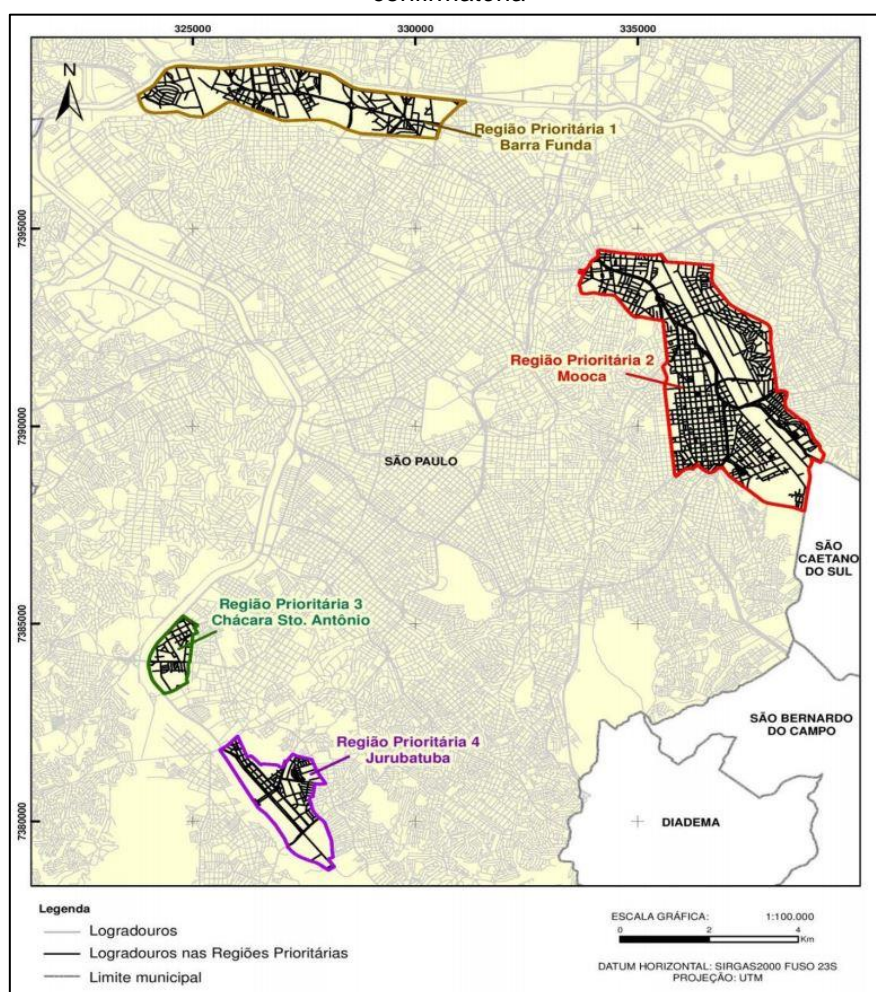 confirmatória
325000
330000
335000
N
Região Prioritária 1
Barra Funda
7395000
Região Prioritária 2
Mooca
7390000
SÃO PAULO
SÃO
CAETANO
DO SUL
7385000
Região Prioritária 3
Chácara Sto. Antônio
SÃO BERNARDO
DO CAMPO
Região Prioritária 4
Jurubatuba
7380000
DIADEMA
Legenda
Logradouros
Logradouros nas Regiões Prioritárias
Limite municipal
ESCALA GRÁFICA: 1:100.000
0 2 4
Km
DATUM HORIZONTAL: SIRGAS2000 FUSO 23S
PROJEÇÃO: UTM